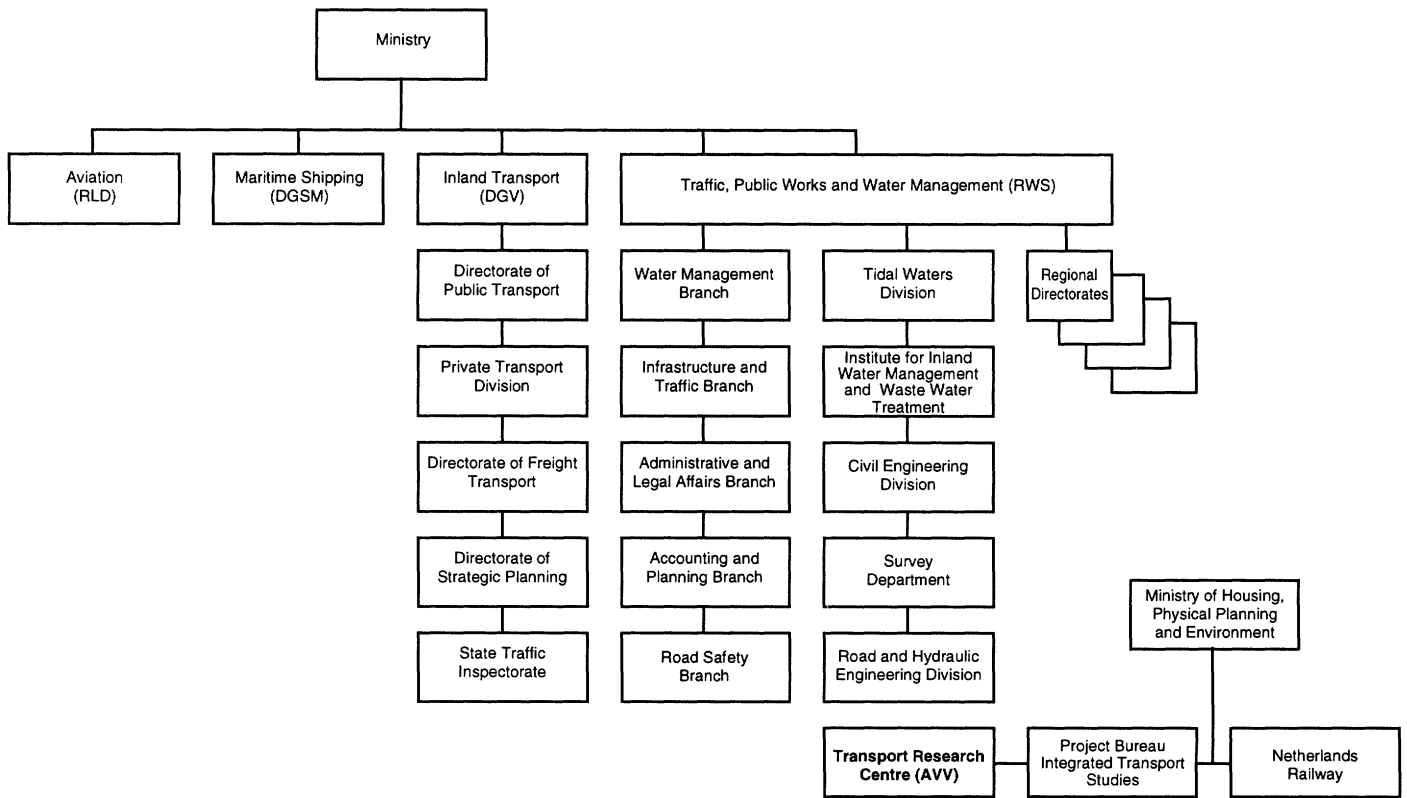 Ministry
Aviation
(RLD)
Maritime Shipping
(DGSM)
Inland Transport
(DGV)
Traffic, Public Works and Water Management (RWS)
Directorate of
Public Transport
Water Management
Branch
Tidal Waters
Division
Regional
Directorates
Private Transport
Division
Infrastructure and
Traffic Branch
Institute for Inland
Water Management
and Waste Water
Treatment
Directorate of Freight
Transport
Administrative and
Legal Affairs Branch
Civil Engineering
Division
Directorate of
Strategic Planning
Accounting and
Planning Branch
Survey
Department
Ministry of Housing,
Physical Planning
and Environment
State Traffic
Inspectorate
Road Safety
Branch
Road and Hydraulic
Engineering Division
Transport Research
Centre (AVV)
Project Bureau
Integrated Transport
Studies
Netherlands
Railway